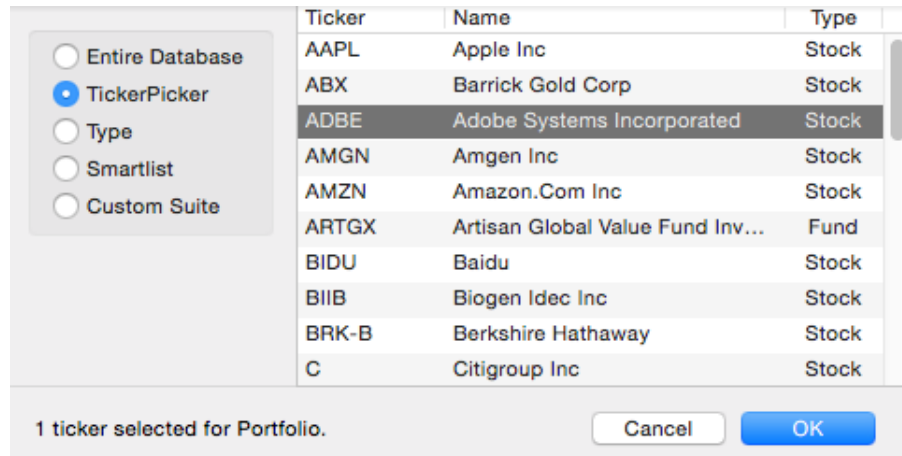 Entire Database
TickerPicker
Type
Smartlist
Custom Suite
Ticker Name Type
AAPL Apple Inc Stock
ABX Barrick Gold Corp Stock
ADBE Adobe Systems Incorporated Stock
AMGN Amgen Inc Stock
AMZN Amazon.Com Inc Stock
ARTGX Artisan Global Value Fund Inv... Fund
BIDU Baidu Stock
BIIB Biogen Idec Inc Stock
BRK-B Berkshire Hathaway Stock
C Citigroup Inc Stock
1 ticker selected for Portfolio.
Cancel OK